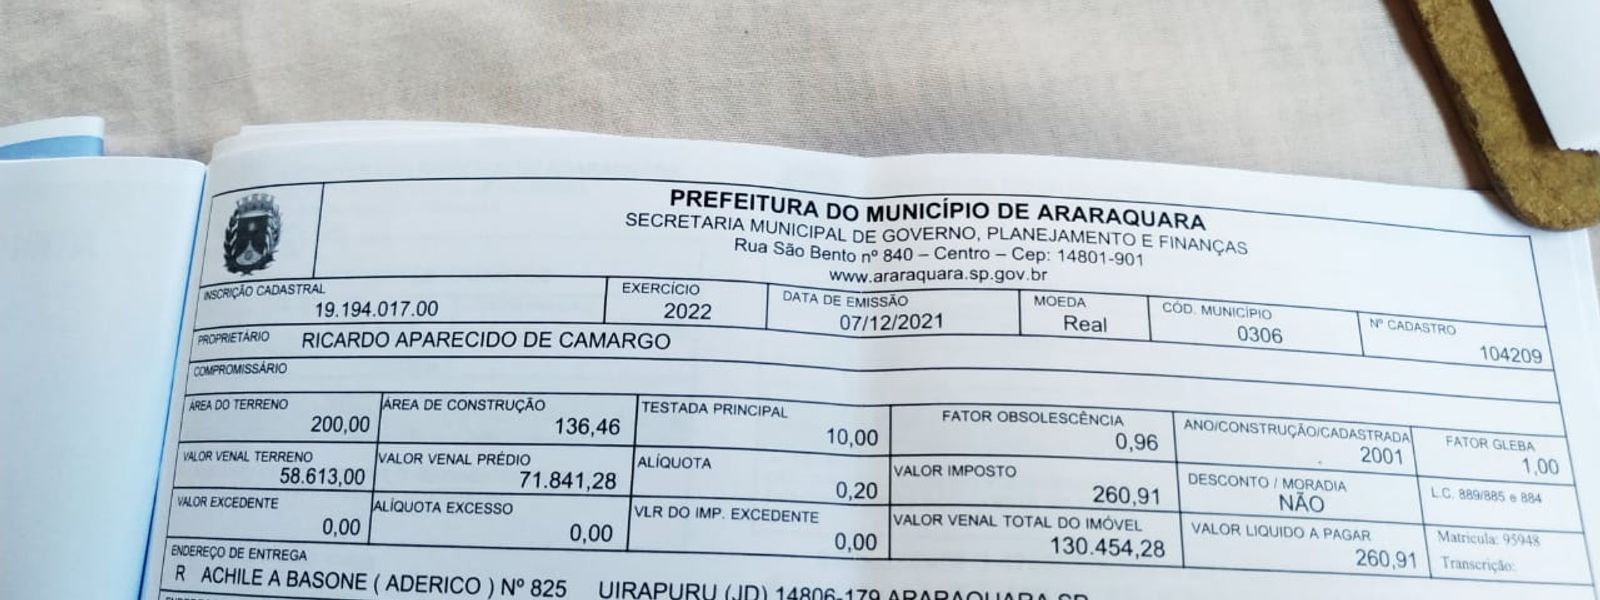 PREFEITURA DO MUNICÍPIO DE ARARAQUARA
SECRETARIA MUNICIPAL DE GOVERNO, PLANEJAMENTO E FINANÇAS
Rua São Bento nº 840 – Centro – Cep: 14801-901
www.araraquara.sp.gov.br
INSCRIÇÃO CADASTRAL EXERCÍCIO DATA DE EMISSÃO MOEDA CÓD. MUNICÍPIO Nº CADASTRO
19.194.017.00 2022 07/12/2021 Real 0306 104209
PROPRIETÁRIO RICARDO APARECIDO DE CAMARGO
COMPROMISSÁRIO
ÁREA DO TERRENO ÁREA DE CONSTRUÇÃO TESTADA PRINCIPAL FATOR OBSOLESCÊNCIA ANO/CONSTRUÇÃO/CADASTRADA FATOR GLEBA
200,00 136,46 10,00 0,96 2001 1,00
VALOR VENAL TERRENO VALOR VENAL PRÉDIO ALÍQUOTA VALOR IMPOSTO DESCONTO / MORADIA L.C. 889/885 e 884
58.613,00 71.841,28 0,20 260,91 NÃO
VALOR EXCEDENTE ALÍQUOTA EXCESSO VLR DO IMP. EXCEDENTE VALOR VENAL TOTAL DO IMÓVEL VALOR LIQUIDO A PAGAR Matricula: 95948
0,00 0,00 0,00 130.454,28 260,91 Transcrição:
ENDEREÇO DE ENTREGA
R ACHILE A BASONE ( ADERICO ) Nº 825 UIRAPURU (JD) 14806-179 ARARAQUARA SP